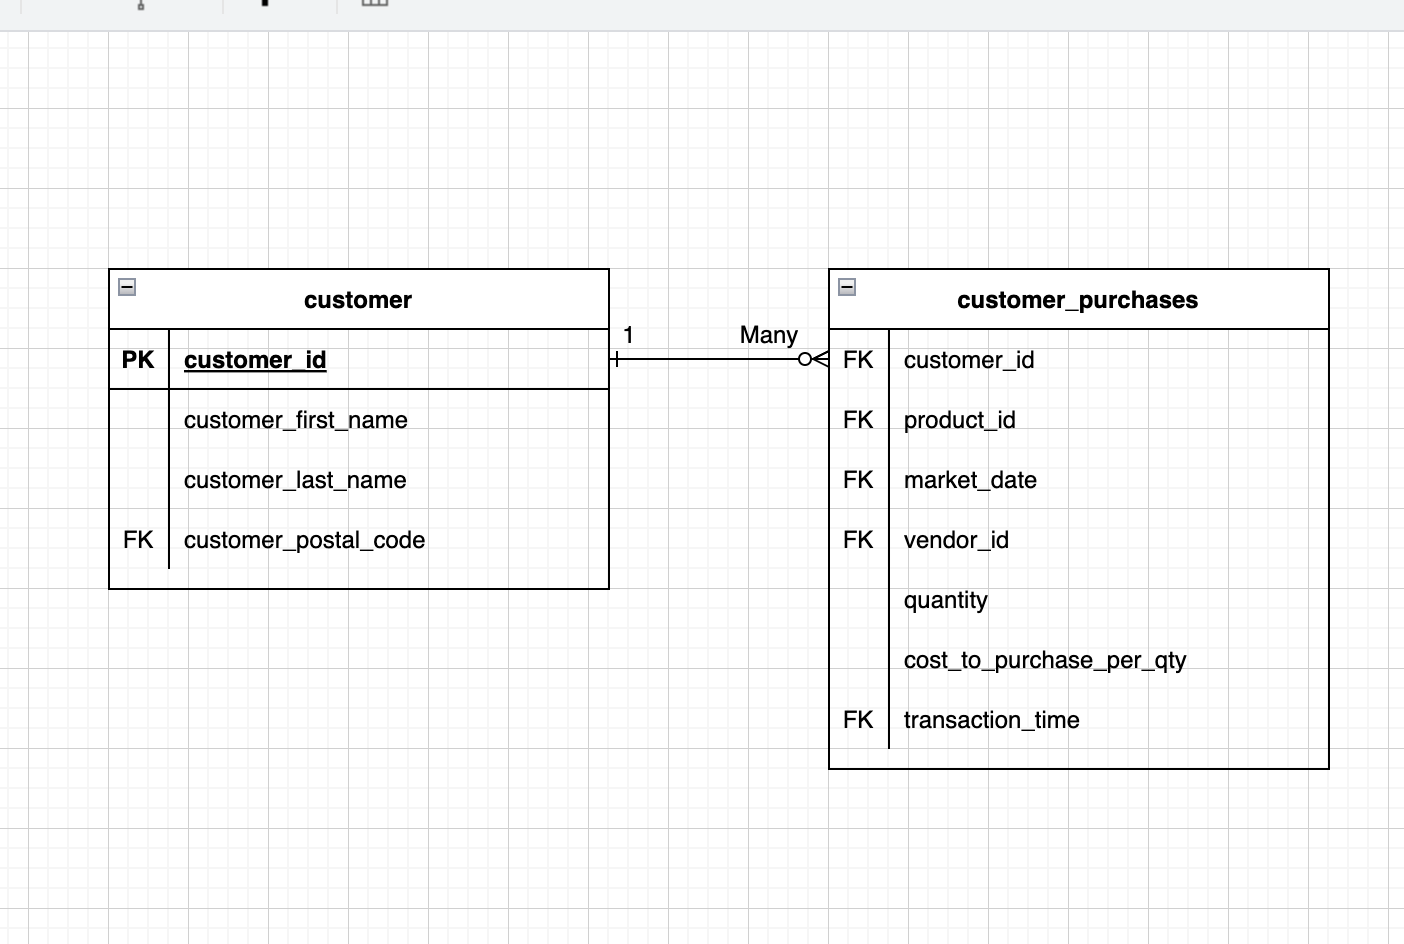 customer
PK customer_id
customer_first_name
customer_last_name
FK customer_postal_code
1 Many
customer_purchases
FK customer_id
FK product_id
FK market_date
FK vendor_id
quantity
cost_to_purchase_per_qty
FK transaction_time